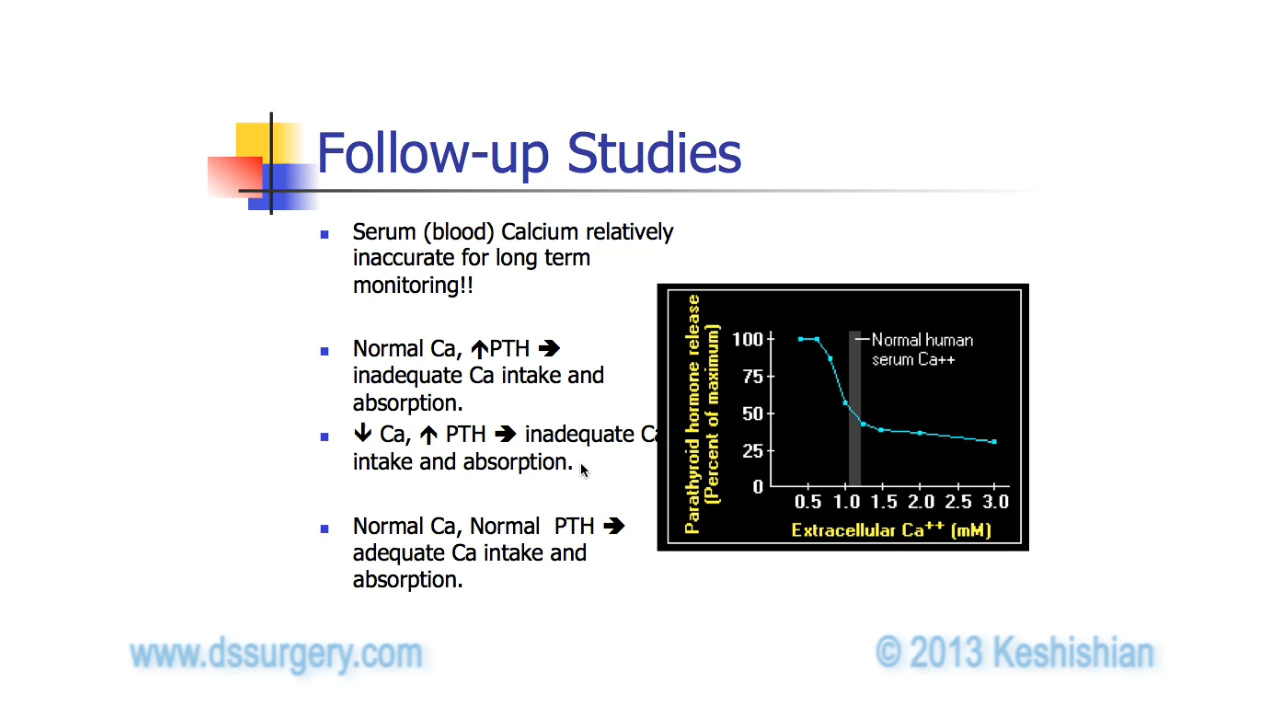 Follow-up Studies
Serum (blood) Calcium relatively
inaccurate for long term
monitoring!!
Normal Ca, ↑PTH →
inadequate Ca intake and
absorption.
↓ Ca, ↑ PTH → inadequate Ca
intake and absorption.
Normal Ca, Normal PTH →
adequate Ca intake and
absorption.
Parathyroid hormone release
(Percent of maximum)
100
75
50
25
0
Normal human
serum Ca++
0.5 1.0 1.5 2.0 2.5 3.0
Extracellular Ca++ (mM)
www.dssurgery.com
© 2013 Keshishian